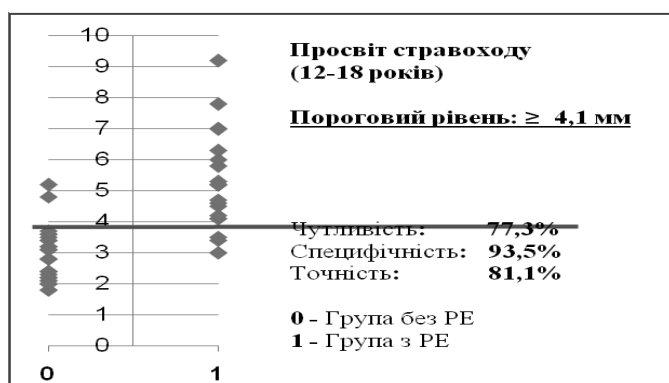 10
9
8
7
6
5
4
3
2
1
0
0 1
Просвіт стравоходу
(12-18 років)
Пороговий рівень: ≥ 4,1 мм
Чутливість: 77,3%
Специфічність: 93,5%
Точність: 81,1%
0 - Група без РЕ
1 - Група з РЕ